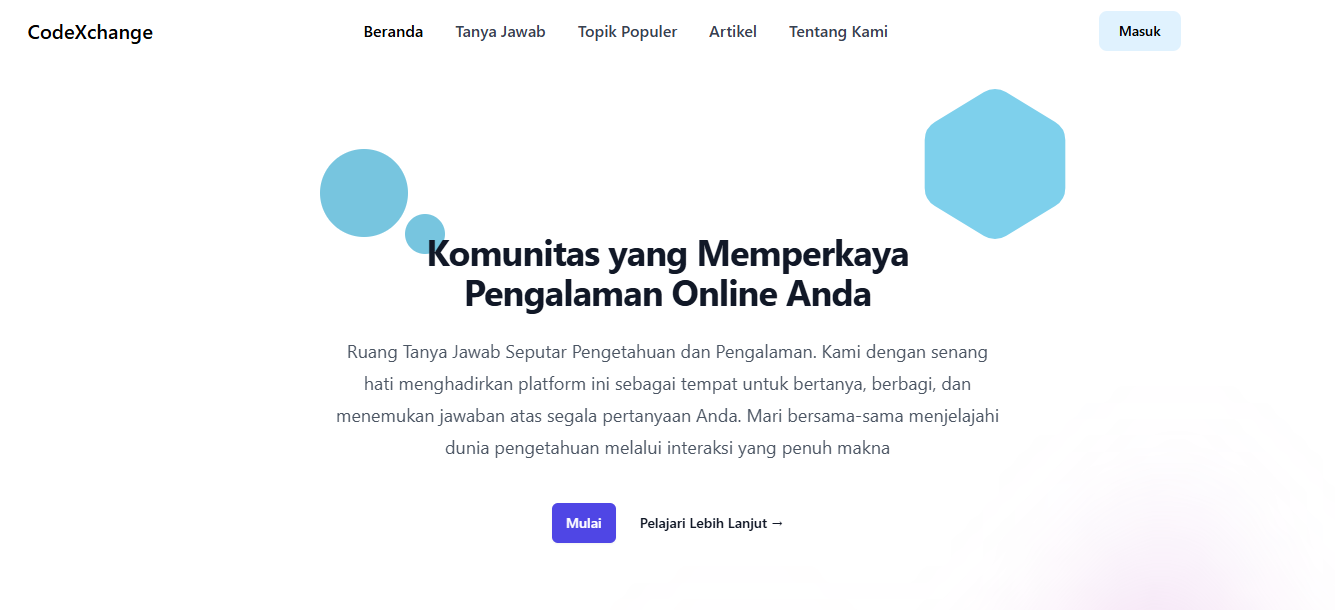 CodeXchange
Beranda
Tanya Jawab
Topik Populer
Artikel
Tentang Kami
Masuk
Komunitas yang Memperkaya
Pengalaman Online Anda
Ruang Tanya Jawab Seputar Pengetahuan dan Pengalaman. Kami dengan senang
hati menghadirkan platform ini sebagai tempat untuk bertanya, berbagi, dan
menemukan jawaban atas segala pertanyaan Anda. Mari bersama-sama menjelajahi
dunia pengetahuan melalui interaksi yang penuh makna
Mulai
Pelajari Lebih Lanjut →